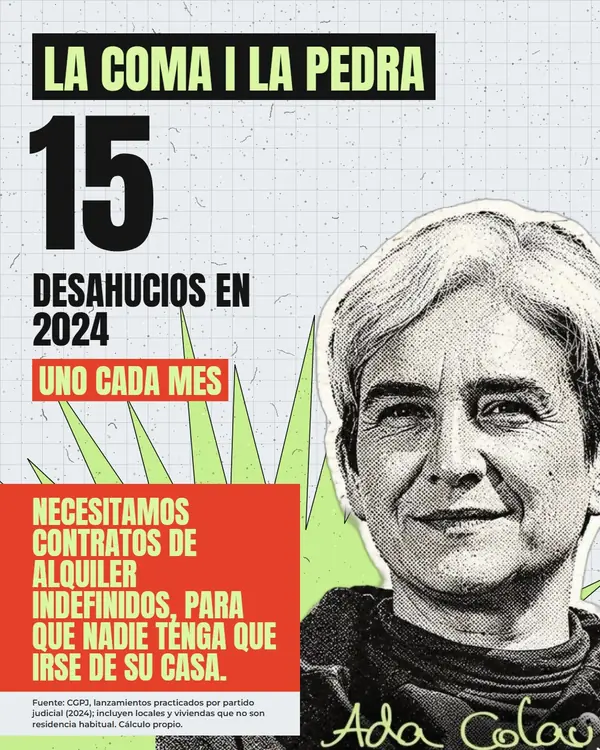 LA COMA I LA PEDRA
15
DESAHUCIOS EN
2024
UNO CADA MES
NECESITAMOS
CONTRATOS DE
ALQUILER
INDEFINIDOS, PARA
QUE NADIE TENGA QUE
IRSE DE SU CASA.
Fuente: CGPJ, lanzamientos practicados por partido
judicial (2024); incluyen locales y viviendas que no son
residencia habitual. Cálculo propio.
Ada Colau